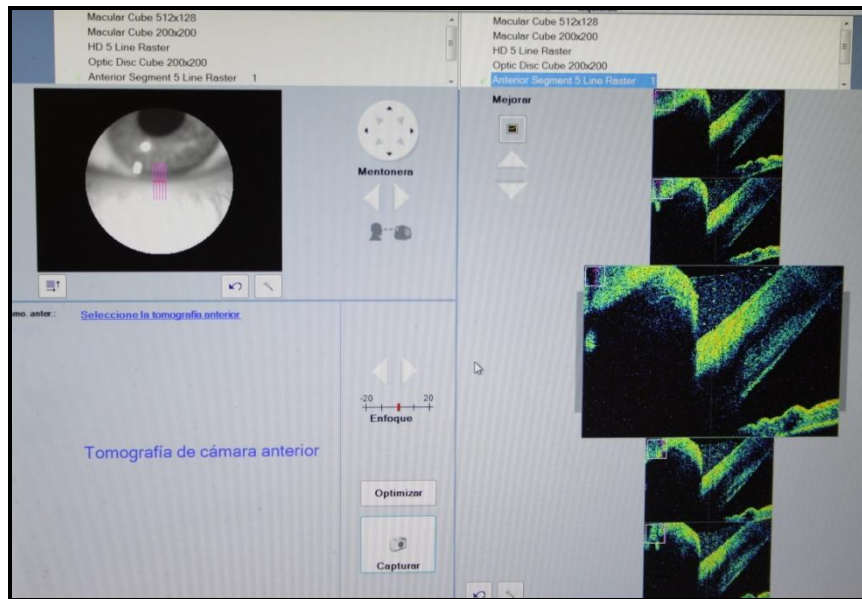 Macular Cube 512x128
Macular Cube 200x200
HD 5 Line Raster
Optic Disc Cube 200x200
Anterior Segment 5 Line Raster 1
Macular Cube 512x128
Macular Cube 200x200
HD 5 Line Raster
Optic Disc Cube 200x200
Anterior Segment 5 Line Raster 1
Mentonera
Mejorar
anter.: Seleccione la tomografía anterior
-20 20
Enfoque
Tomografía de cámara anterior
Optimizar
Capturar